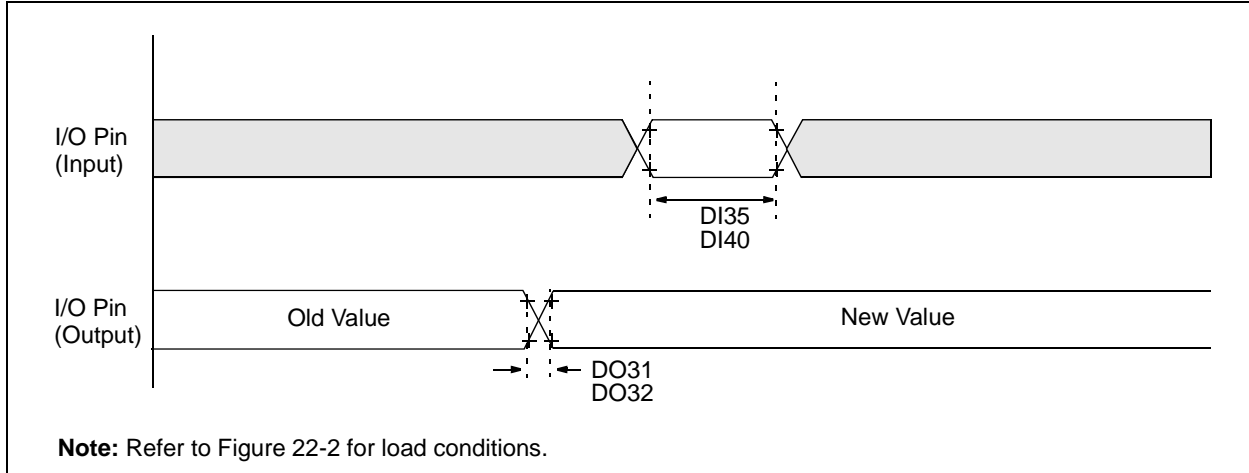 I/O Pin
(Input)
DI35
DI40
I/O Pin
(Output)
Old Value
New Value
DO31
DO32
Note: Refer to Figure 22-2 for load conditions.